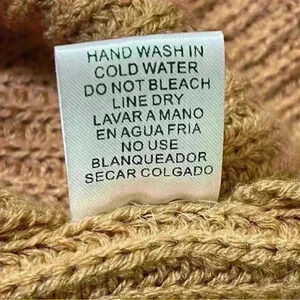 HAND WASH IN
COLD WATER
DO NOT BLEACH
LINE DRY
LAVAR A MANO
EN AGUA FRIA
NO USE
BLANQUEADOR
SECAR COLGADO